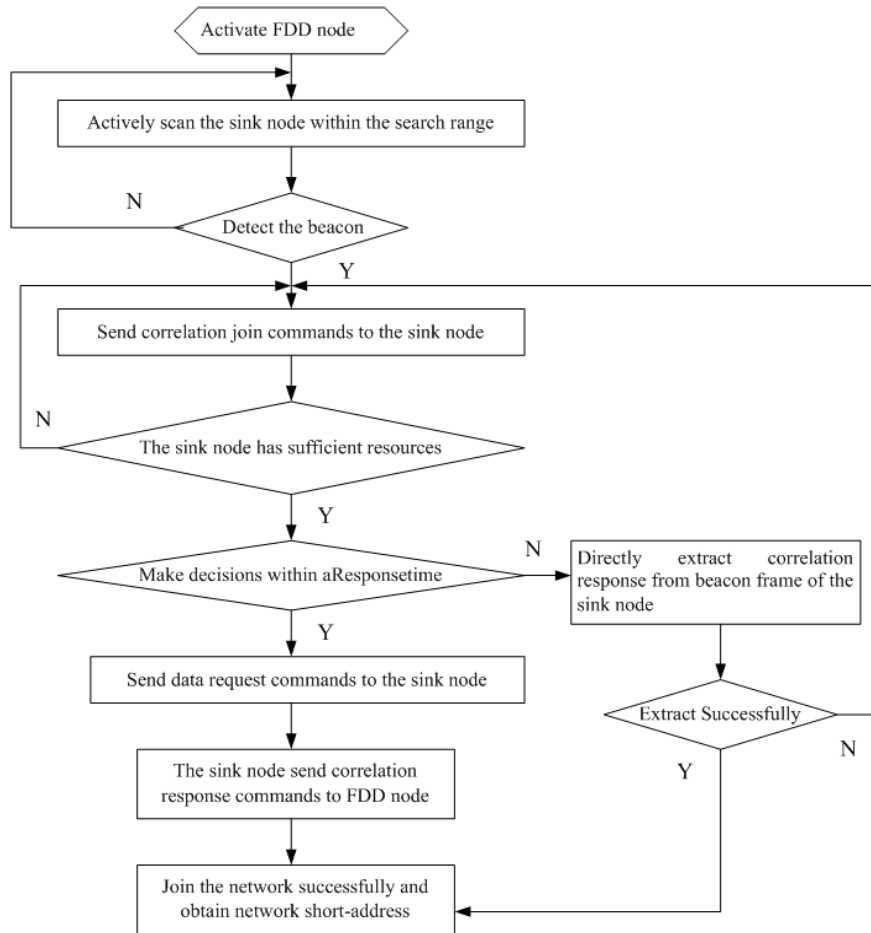 Activate FDD node
Actively scan the sink node within the search range
N
Detect the beacon
Y
Send correlation join commands to the sink node
N
The sink node has sufficient resources
Y
Make decisions within aResponsetime
N
Directly extract correlation
response from beacon frame of the
sink node
Y
Send data request commands to the sink node
Extract Successfully
N
Y
The sink node send correlation
response commands to FDD node
Join the network successfully and
obtain network short-address